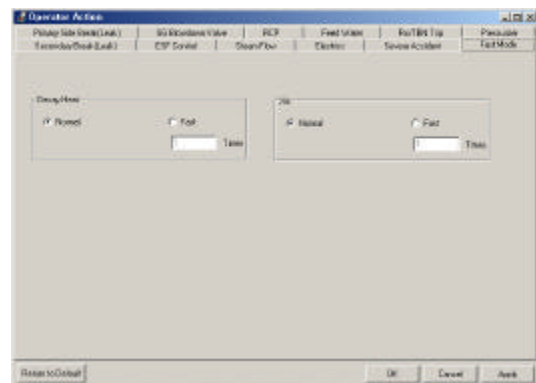 Operator Action
Primary Side Break(Leak) SG Blowdown Valve RCP Feed Water Rx/TBN Trip Pressurizer
Secondary Break(Leak) ESF Control Steam Flow Electric Severe Accident Fast Mode
Decay Heat
Normal Fast
1 Times
Normal Fast
1 Times
Return to Default OK Cancel Apply